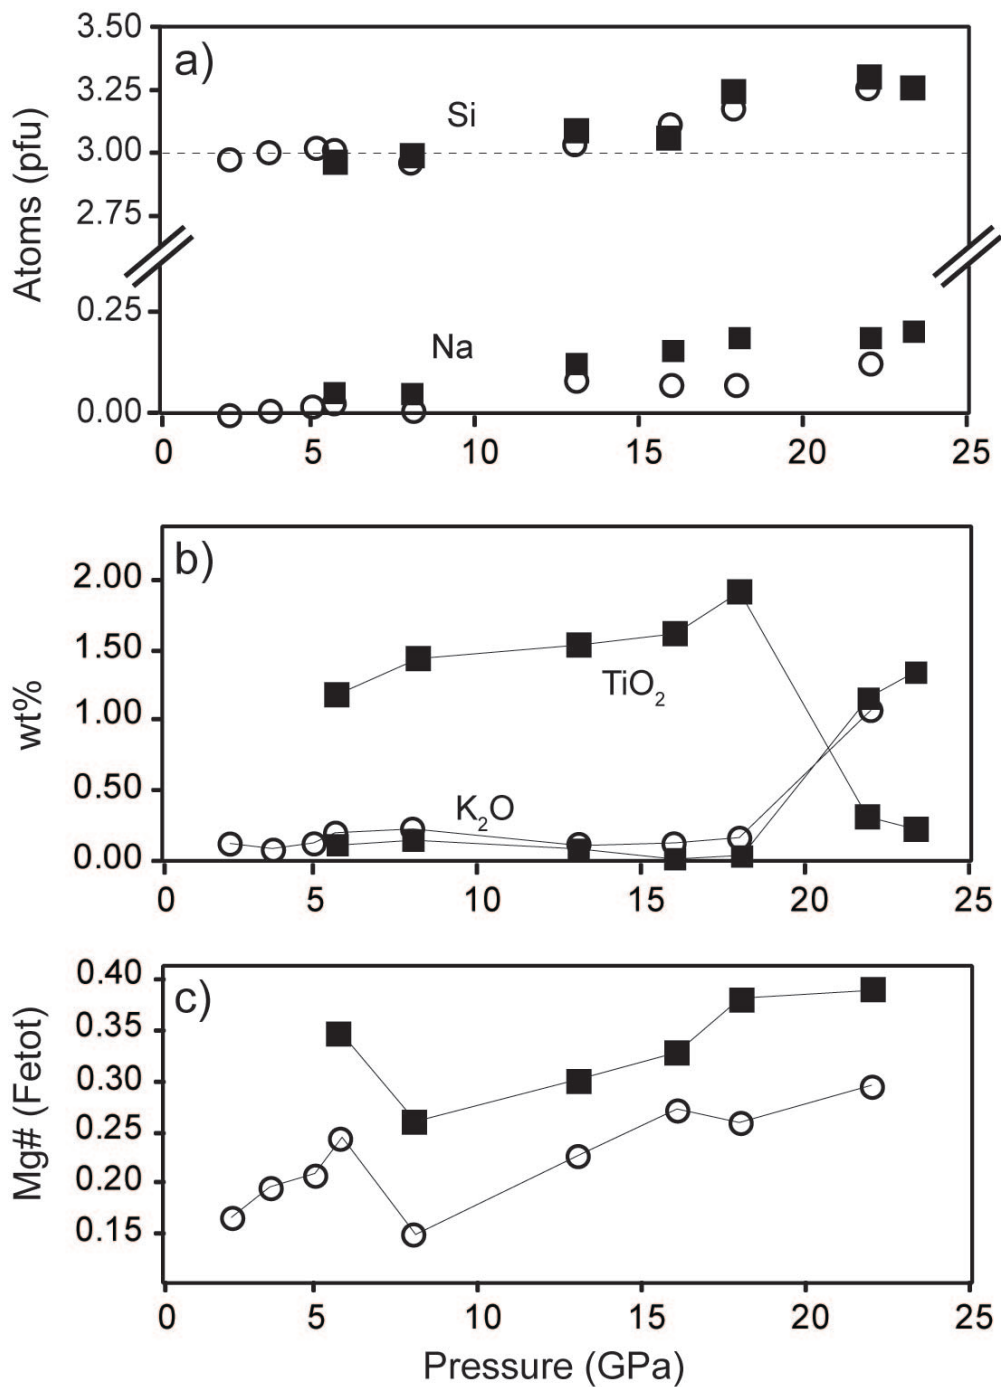 a)
3.50
3.25
3.00
2.75
0.25
0.00
Atoms (pfu)
Si
Na
0 5 10 15 20 25
b)
2.00
1.50
1.00
0.50
0.00
wt%
TiO₂
K₂O
0 5 10 15 20 25
c)
0.40
0.35
0.30
0.25
0.20
0.15
Mg# (Fetot)
0 5 10 15 20 25
Pressure (GPa)